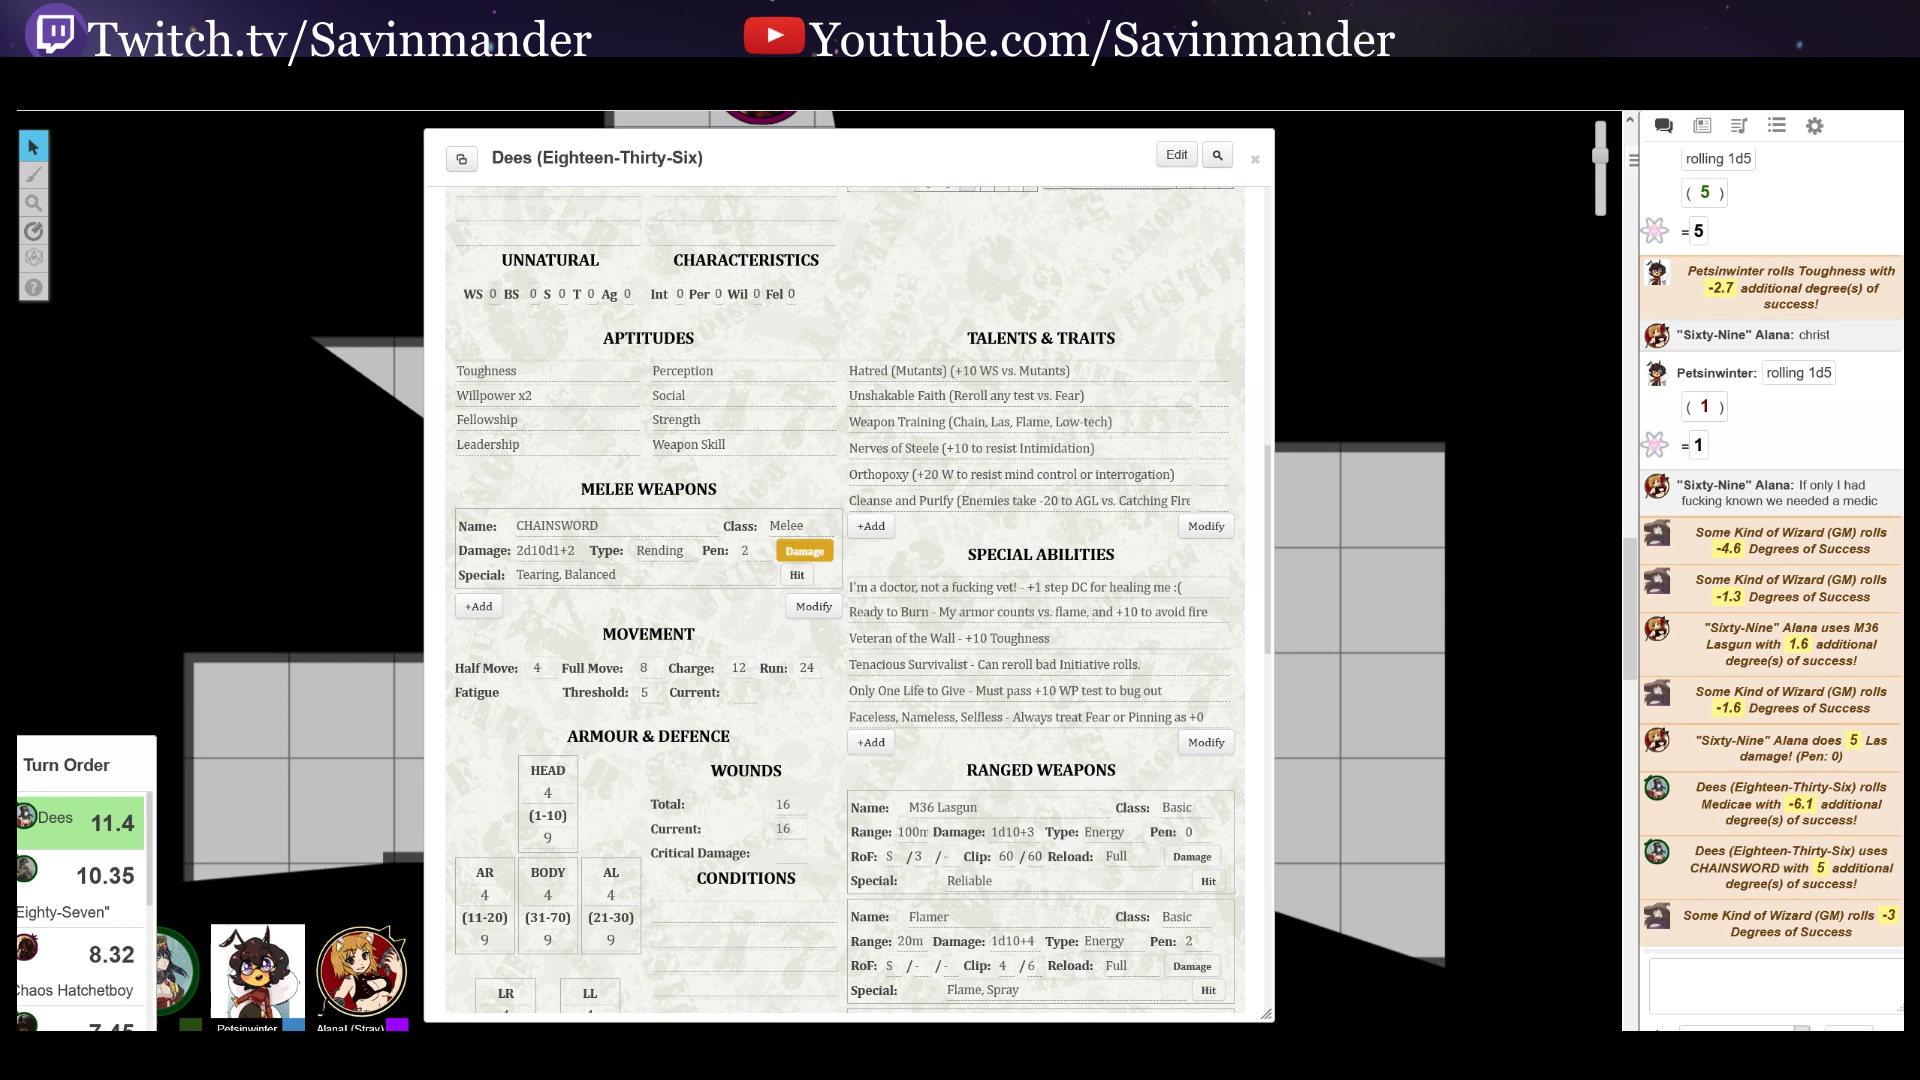 Twitch.tv/Savinmander
Youtube.com/Savinmander
Dees (Eighteen-Thirty-Six)
Edit
UNNATURAL CHARACTERISTICS
WS 0 BS 0 S 0 T 0 Ag 0 Int 0 Per 0 Wil 0 Fel 0
APTITUDES
Toughness Perception
Willpower x2 Social
Fellowship Strength
Leadership Weapon Skill
MELEE WEAPONS
Name: CHAINSWORD Class: Melee
Damage: 2d10d1+2 Type: Rending Pen: 2 Damage
Special: Tearing, Balanced Hit
+Add Modify
MOVEMENT
Half Move: 4 Full Move: 8 Charge: 12 Run: 24
Fatigue Threshold: 5 Current:
ARMOUR & DEFENCE
HEAD
4
(1-10)
9
AR BODY AL
4 4 4
(11-20) (31-70) (21-30)
9 9 9
LR LL
WOUNDS
Total: 16
Current: 16
Critical Damage:
CONDITIONS
TALENTS & TRAITS
Hatred (Mutants) (+10 WS vs. Mutants)
Unshakable Faith (Reroll any test vs. Fear)
Weapon Training (Chain, Las, Flame, Low-tech)
Nerves of Steele (+10 to resist Intimidation)
Orthopoxy (+20 W to resist mind control or interrogation)
Cleanse and Purify (Enemies take -20 to AGL vs. Catching Fire
+Add Modify
SPECIAL ABILITIES
I'm a doctor, not a fucking vet! - +1 step DC for healing me :(
Ready to Burn - My armor counts vs. flame, and +10 to avoid fire
Veteran of the Wall - +10 Toughness
Tenacious Survivalist - Can reroll bad Initiative rolls.
Only One Life to Give - Must pass +10 WP test to bug out
Faceless, Nameless, Selfless - Always treat Fear or Pinning as +0
+Add Modify
RANGED WEAPONS
Name: M36 Lasgun Class: Basic
Range: 100m Damage: 1d10+3 Type: Energy Pen: 0
RoF: S /3 /- Clip: 60 /60 Reload: Full Damage
Special: Reliable Hit
Name: Flamer Class: Basic
Range: 20m Damage: 1d10+4 Type: Energy Pen: 2
RoF: S /- /- Clip: 4 /6 Reload: Full Damage
Special: Flame, Spray Hit
Turn Order
Dees 11.4
10.35
Eighty-Seven"
8.32
Chaos Hatchetboy
7.45
Petsinwinter
Alana! (Stray)
rolling 1d5
( 5 )
=5
Petsinwinter rolls Toughness with
-2.7 additional degree(s) of
success!
"Sixty-Nine" Alana: christ
Petsinwinter: rolling 1d5
( 1 )
=1
"Sixty-Nine" Alana: If only I had
fucking known we needed a medic
Some Kind of Wizard (GM) rolls
-4.6 Degrees of Success
Some Kind of Wizard (GM) rolls
-1.3 Degrees of Success
"Sixty-Nine" Alana uses M36
Lasgun with 1.6 additional
degree(s) of success!
Some Kind of Wizard (GM) rolls
-1.6 Degrees of Success
"Sixty-Nine" Alana does 5 Las
damage! (Pen: 0)
Dees (Eighteen-Thirty-Six) rolls
Medicae with -6.1 additional
degree(s) of success!
Dees (Eighteen-Thirty-Six) uses
CHAINSWORD with 5 additional
degree(s) of success!
Some Kind of Wizard (GM) rolls -3
Degrees of Success